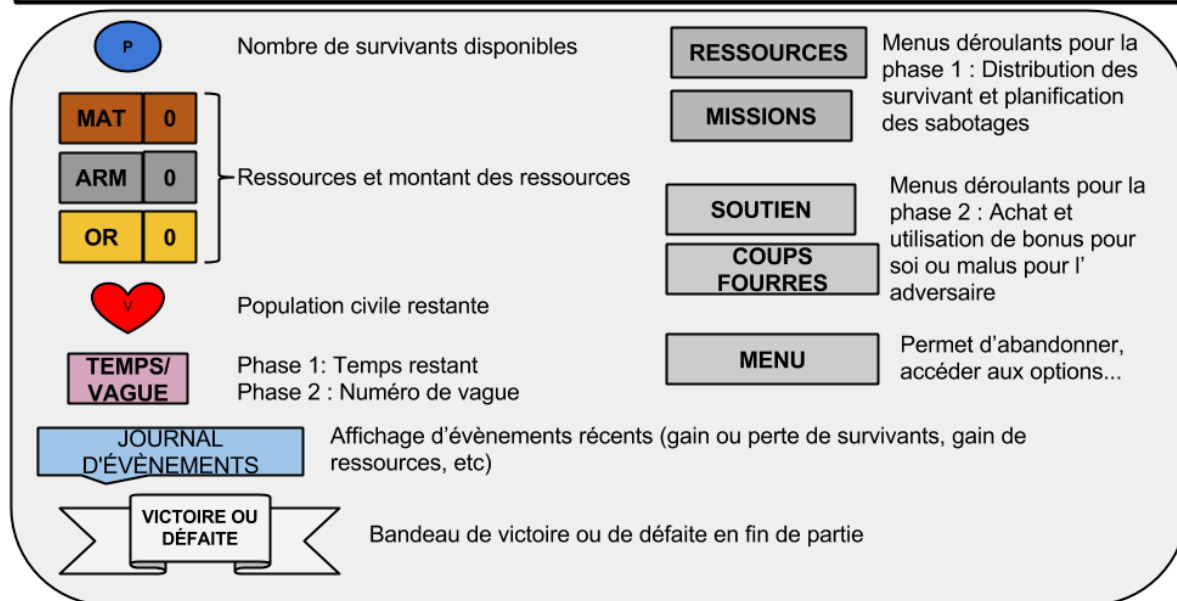 P
Nombre de survivants disponibles
MAT 0
ARM 0
OR 0
Ressources et montant des ressources
V
Population civile restante
TEMPS/
VAGUE
Phase 1: Temps restant
Phase 2 : Numéro de vague
RESSOURCES
MISSIONS
Menus déroulants pour la
phase 1 : Distribution des
survivant et planification
des sabotages
SOUTIEN
COUPS
FOURRES
Menus déroulants pour la
phase 2 : Achat et
utilisation de bonus pour
soi ou malus pour l’
adversaire
MENU
Permet d’abandonner,
accéder aux options...
JOURNAL
D'ÉVÈNEMENTS
Affichage d’évènements récents (gain ou perte de survivants, gain de
ressources, etc)
VICTOIRE OU
DÉFAITE
Bandeau de victoire ou de défaite en fin de partie